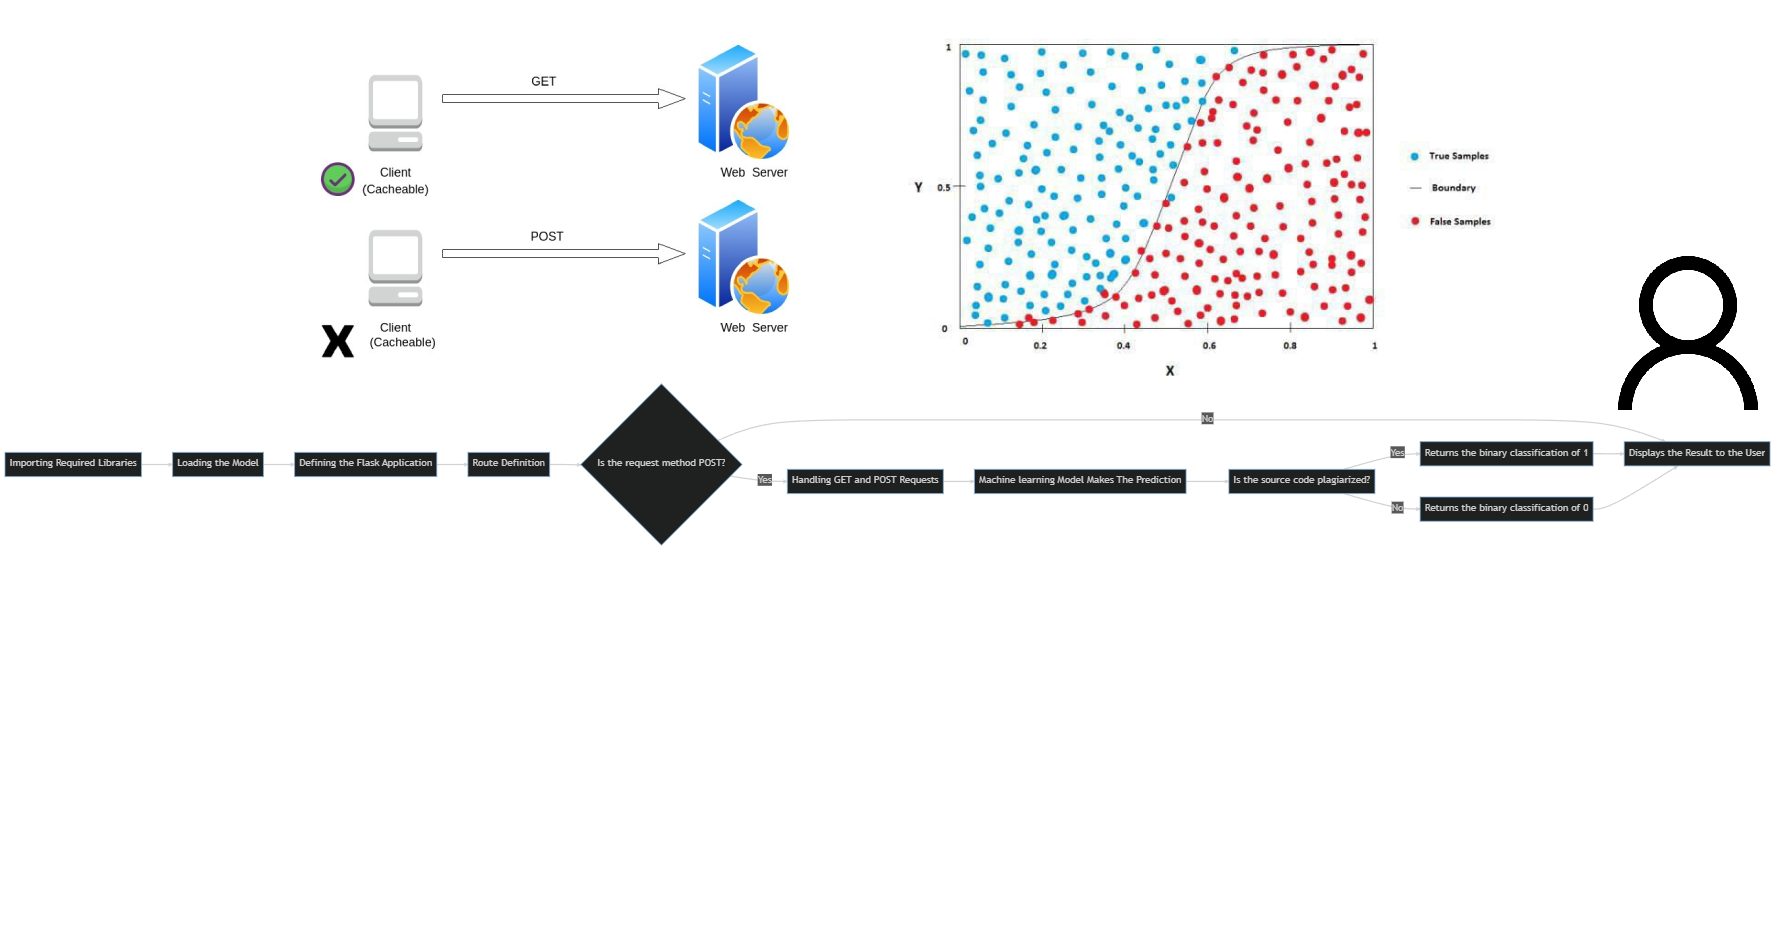 GET
Client
(Cacheable)
Web Server
POST
Client
(Cacheable)
Web Server
1
Y
0.5
0
0
0.2
0.4
0.6
0.8
1
X
True Samples
Boundary
False Samples
Importing Required Libraries
Loading the Model
Defining the Flask Application
Route Definition
Is the request method POST?
No
Yes
Handling GET and POST Requests
Machine learning Model Makes The Prediction
Is the source code plagiarized?
Yes
Returns the binary classification of 1
No
Returns the binary classification of 0
Displays the Result to the User